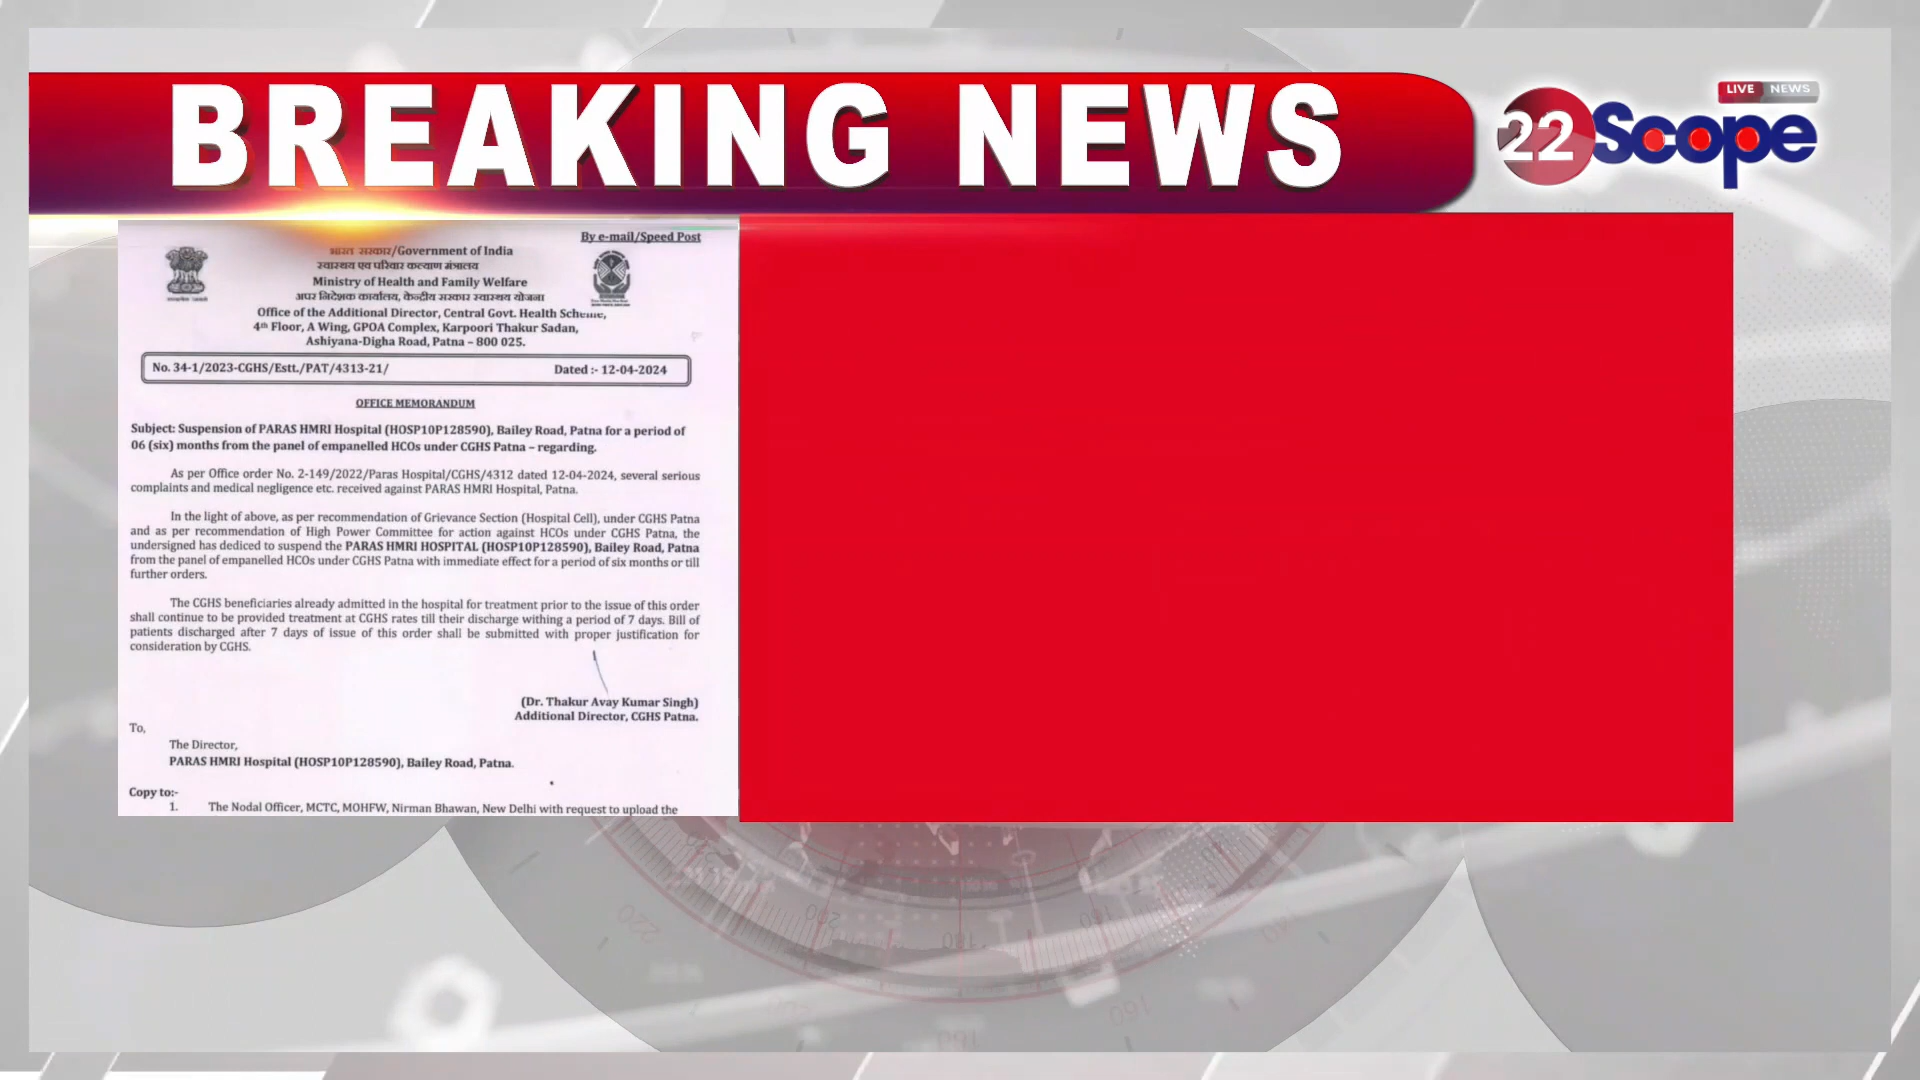 BREAKING NEWS
LIVE NEWS
22Scope
By e-mail/Speed Post
भारत सरकार/Government of India
स्वास्थ्य एवं परिवार कल्याण मंत्रालय
Ministry of Health and Family Welfare
अपर निदेशक कार्यालय, केन्द्रीय सरकार स्वास्थ्य योजना
Office of the Additional Director, Central Govt. Health Scheme,
4th Floor, A Wing, GPOA Complex, Karpoori Thakur Sadan,
Ashiyana-Digha Road, Patna – 800 025.
No. 34-1/2023-CGHS/Estt./PAT/4313-21/ Dated :- 12-04-2024
OFFICE MEMORANDUM
Subject: Suspension of PARAS HMRI Hospital (HOSP10P128590), Bailey Road, Patna for a period of
06 (six) months from the panel of empanelled HCOs under CGHS Patna – regarding.
As per Office order No. 2-149/2022/Paras Hospital/CGHS/4312 dated 12-04-2024, several serious
complaints and medical negligence etc. received against PARAS HMRI Hospital, Patna.
In the light of above, as per recommendation of Grievance Section (Hospital Cell), under CGHS Patna
and as per recommendation of High Power Committee for action against HCOs under CGHS Patna, the
undersigned has dediced to suspend the PARAS HMRI HOSPITAL (HOSP10P128590), Bailey Road, Patna
from the panel of empanelled HCOs under CGHS Patna with immediate effect for a period of six months or till
further orders.
The CGHS beneficiaries already admitted in the hospital for treatment prior to the issue of this order
shall continue to be provided treatment at CGHS rates till their discharge withing a period of 7 days. Bill of
patients discharged after 7 days of issue of this order shall be submitted with proper justification for
consideration by CGHS.
(Dr. Thakur Avay Kumar Singh)
Additional Director, CGHS Patna.
To,
The Director,
PARAS HMRI Hospital (HOSP10P128590), Bailey Road, Patna.
Copy to:-
1. The Nodal Officer, MCTC, MOHFW, Nirman Bhawan, New Delhi with request to upload the